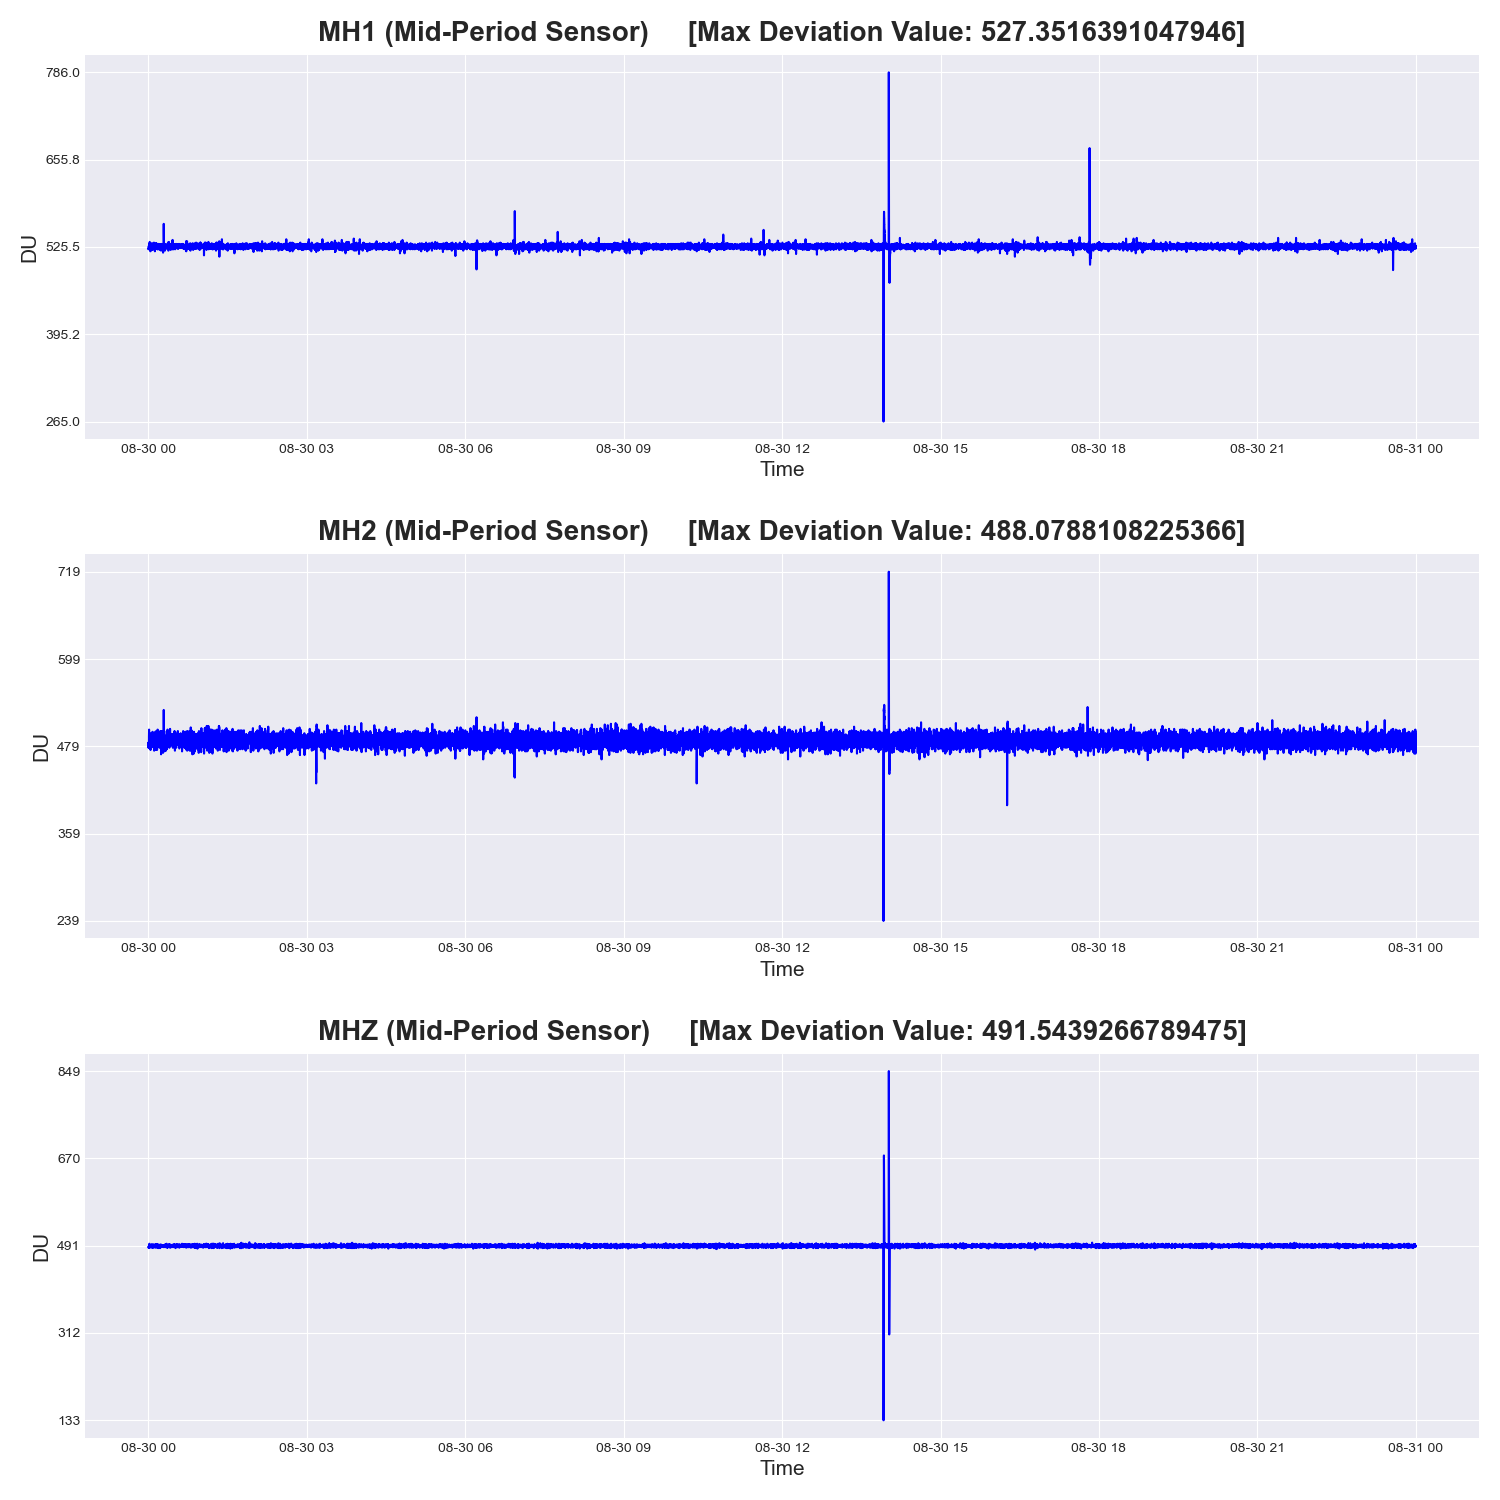 MH1 (Mid-Period Sensor) [Max Deviation Value: 527.3516391047946]
786.0
655.8
525.5
395.2
265.0
DU
08-30 00 08-30 03 08-30 06 08-30 09 08-30 12 08-30 15 08-30 18 08-30 21 08-31 00
Time
MH2 (Mid-Period Sensor) [Max Deviation Value: 488.0788108225366]
719
599
479
359
239
DU
08-30 00 08-30 03 08-30 06 08-30 09 08-30 12 08-30 15 08-30 18 08-30 21 08-31 00
Time
MHZ (Mid-Period Sensor) [Max Deviation Value: 491.5439266789475]
849
670
491
312
133
DU
08-30 00 08-30 03 08-30 06 08-30 09 08-30 12 08-30 15 08-30 18 08-30 21 08-31 00
Time